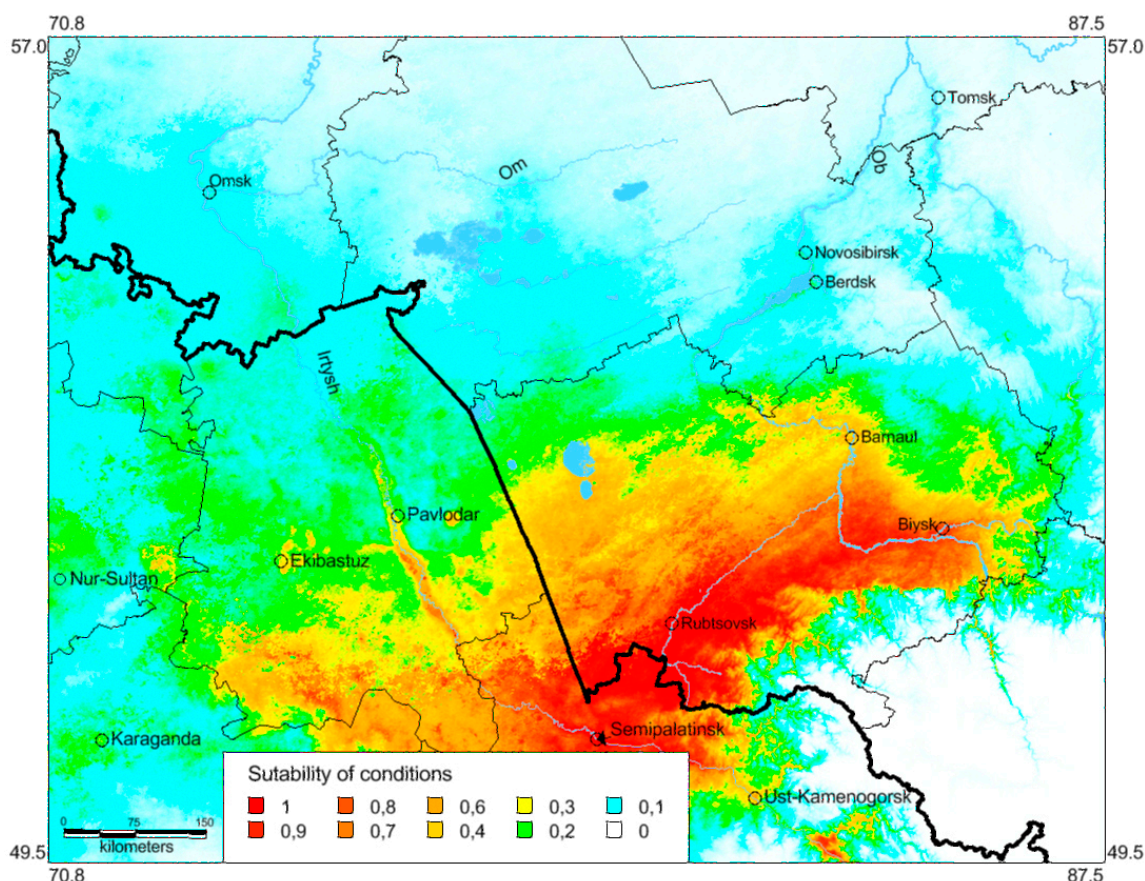 70.8
87.5
57.0
57.0
Tomsk
Om
Ob
Omsk
Novosibirsk
Berdsk
Irtysh
Barnaul
Pavlodar
Biysk
Ekibastuz
Nur-Sultan
Rubtsovsk
Semipalatinsk
Karaganda
Sutability of conditions
Ust-Kamenogorsk
1 0,8 0,6 0,3 0,1
0,9 0,7 0,4 0,2 0
0 75 150
kilometers
49.5
49.5
70.8
87.5